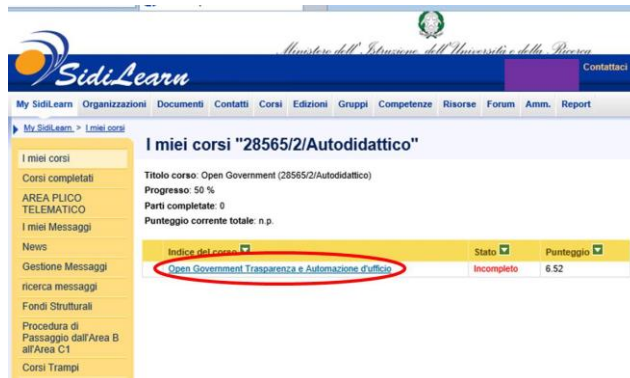 Ministero dell'Istruzione dell'Università e della Ricerca
SidiLearn
Contattaci
My SidiLearn Organizzazioni Documenti Contatti Corsi Edizioni Gruppi Competenze Risorse Forum Amm. Report
My SidiLearn > I miei corsi
I miei corsi "28565/2/Autodidattico"
I miei corsi
Corsi completati
AREA PLICO
TELEMATICO
I miei Messaggi
News
Gestione Messaggi
ricerca messaggi
Fondi Strutturali
Procedura di
Passaggio dall'Area B
all'Area C1
Corsi Trampi
Titolo corso: Open Government (28565/2/Autodidattico)
Progresso: 50 %
Parti completate: 0
Punteggio corrente totale: n.p.
Indice del corso Stato Punteggio
Open Government Trasparenza e Automazione d'ufficio Incompleto 6.52